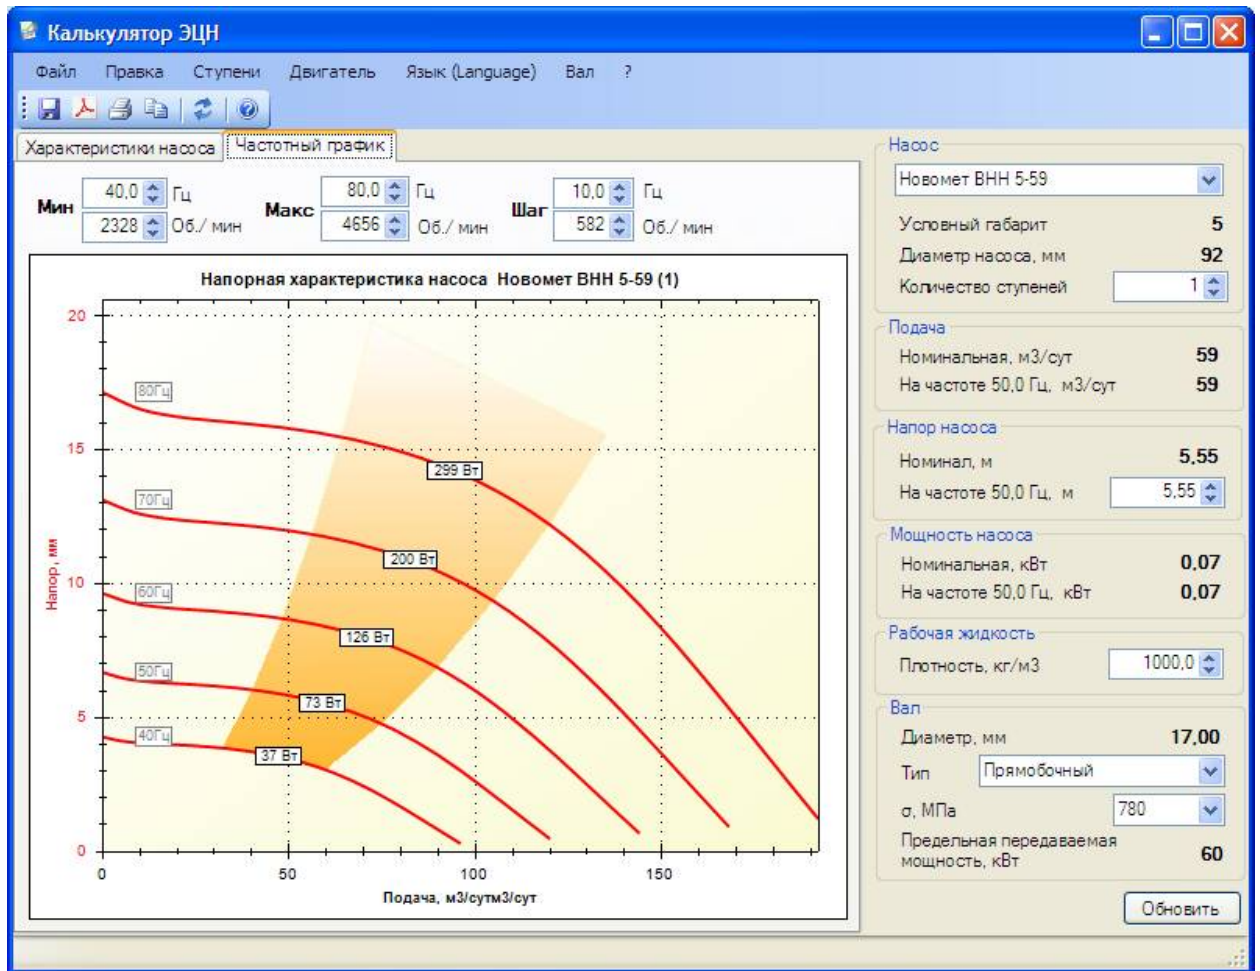 Калькулятор ЭЦН
Файл Правка Ступени Двигатель Язык (Language) Вал ?
Характеристики насоса Частотный график
Мин 40,0 Гц Макс 80,0 Гц Шаг 10,0 Гц
2328 Об./ мин 4656 Об./ мин 582 Об./ мин
Напорная характеристика насоса Новомет ВНН 5-59 (1)
20
15
10
5
0
Напор, мм
80Гц
299 Вт
70Гц
200 Вт
60Гц
126 Вт
50Гц
73 Вт
40Гц
37 Вт
0 50 100 150
Подача, м3/сутм3/сут
Насос
Новомет ВНН 5-59
Условный габарит 5
Диаметр насоса, мм 92
Количество ступеней 1
Подача
Номинальная, м3/сут 59
На частоте 50,0 Гц, м3/сут 59
Напор насоса
Номинал, м 5,55
На частоте 50,0 Гц, м 5,55
Мощность насоса
Номинальная, кВт 0,07
На частоте 50,0 Гц, кВт 0,07
Рабочая жидкость
Плотность, кг/м3 1000,0
Вал
Диаметр, мм 17,00
Тип Прямобочный
σ, МПа 780
Предельная передаваемая
мощность, кВт 60
Обновить